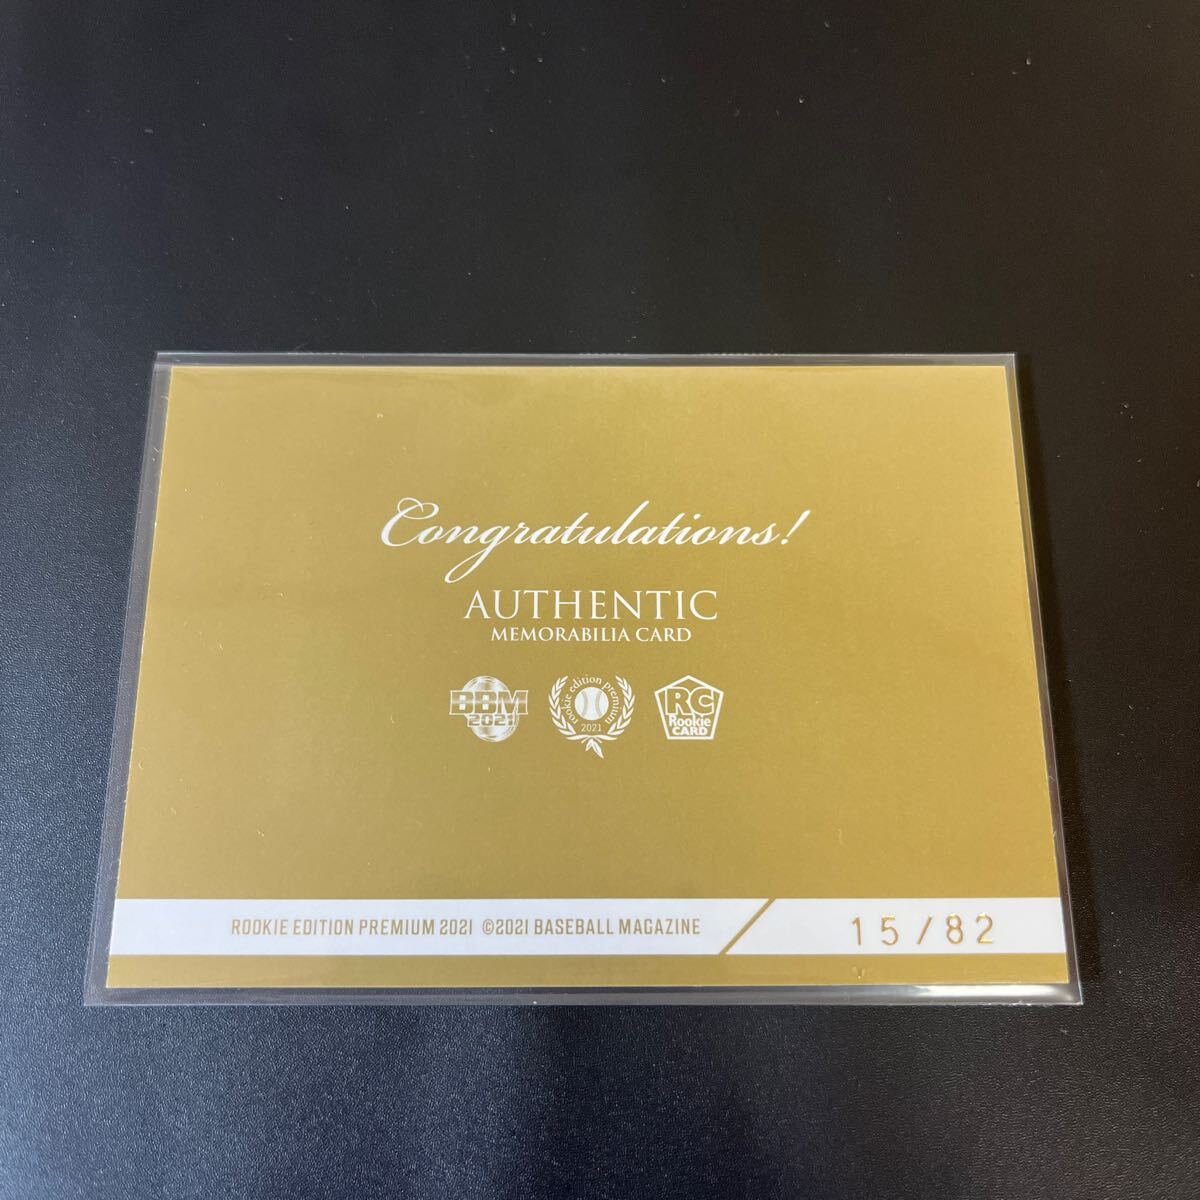 Congratulations!
AUTHENTIC
MEMORABILIA CARD
BBM
2021
rookie edition premium
2021
RC
Rookie
CARD
ROOKIE EDITION PREMIUM 2021 ©2021 BASEBALL MAGAZINE
15/82